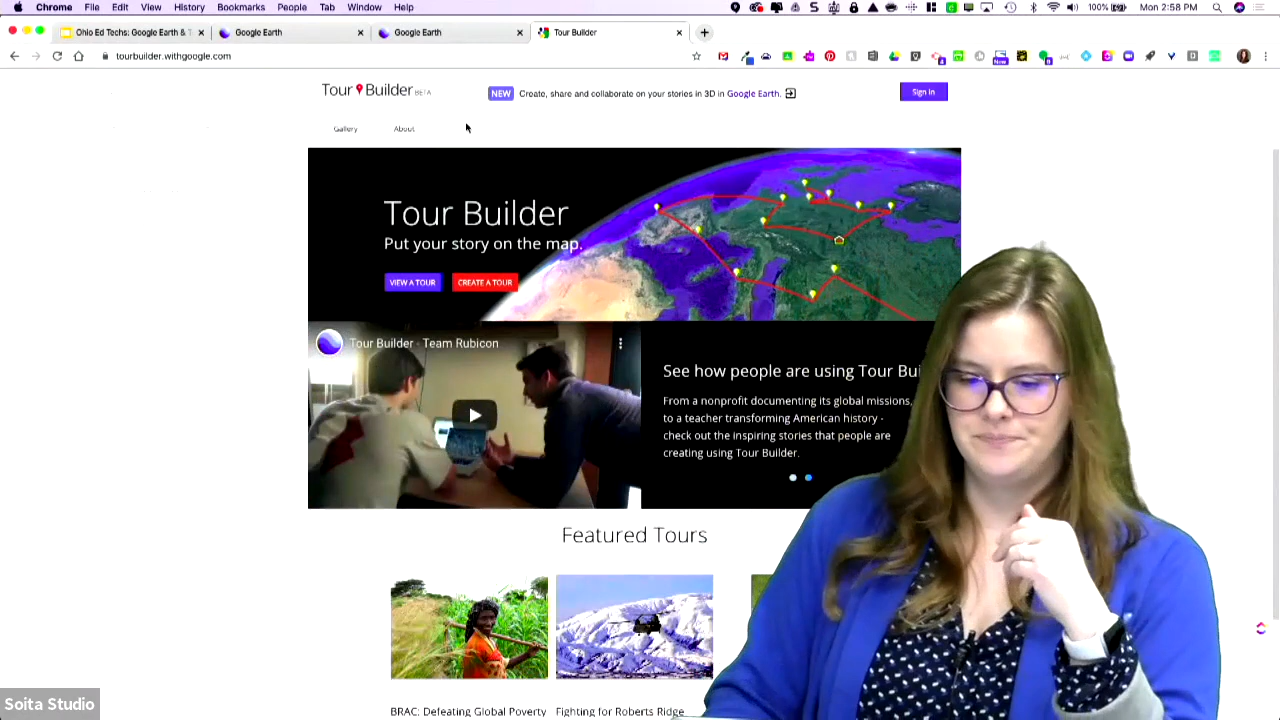 Chrome File Edit View History Bookmarks People Tab Window Help 100% Mon 2:58 PM
Ohio Ed Techs: Google Earth & Google Earth Google Earth Tour Builder
tourbuilder.withgoogle.com
New
Tour Builder BETA NEW Create, share and collaborate on your stories in 3D in Google Earth. Sign in
Gallery About
Tour Builder
Put your story on the map.
VIEW A TOUR CREATE A TOUR
Tour Builder - Team Rubicon
See how people are using Tour Bui
From a nonprofit documenting its global missions,
to a teacher transforming American history -
check out the inspiring stories that people are
creating using Tour Builder.
Featured Tours
BRAC: Defeating Global Poverty Fighting for Roberts Ridge
Soita Studio